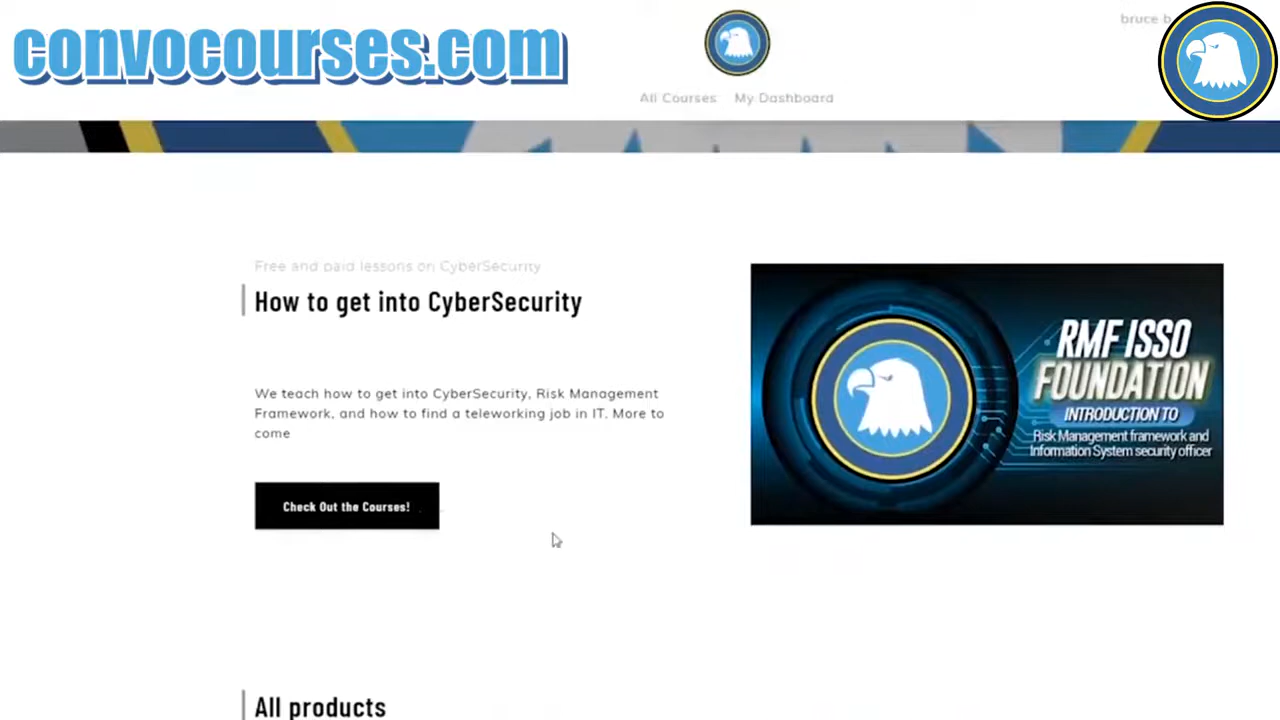 convocourses.com
bruce b
All Courses My Dashboard
Free and paid lessons on CyberSecurity
How to get into CyberSecurity
We teach how to get into CyberSecurity, Risk Management
Framework, and how to find a teleworking job in IT. More to
come
Check Out the Courses!
RMF ISSO
FOUNDATION
INTRODUCTION TO
Risk Management framework and
Information System security officer
All products